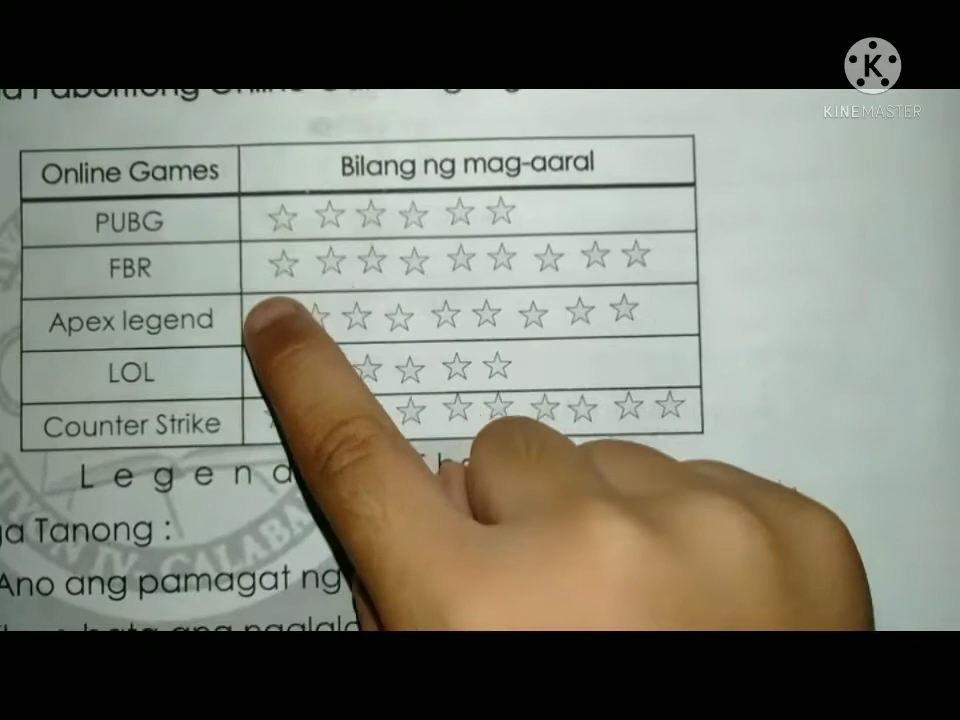 K
KINEMASTER
Online Games Bilang ng mag-aaral
PUBG ☆ ☆ ☆ ☆ ☆ ☆
FBR ☆ ☆ ☆ ☆ ☆ ☆ ☆ ☆ ☆
Apex legend ☆ ☆ ☆ ☆ ☆ ☆ ☆ ☆
LOL ☆ ☆ ☆ ☆
Counter Strike ☆ ☆ ☆ ☆ ☆ ☆ ☆
Legend
Tanong :
Ano ang pamagat ng